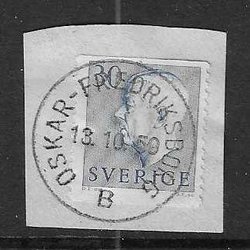 30
OSKAR-FREDRIKSBORG
13.10.59
SVERIGE
B